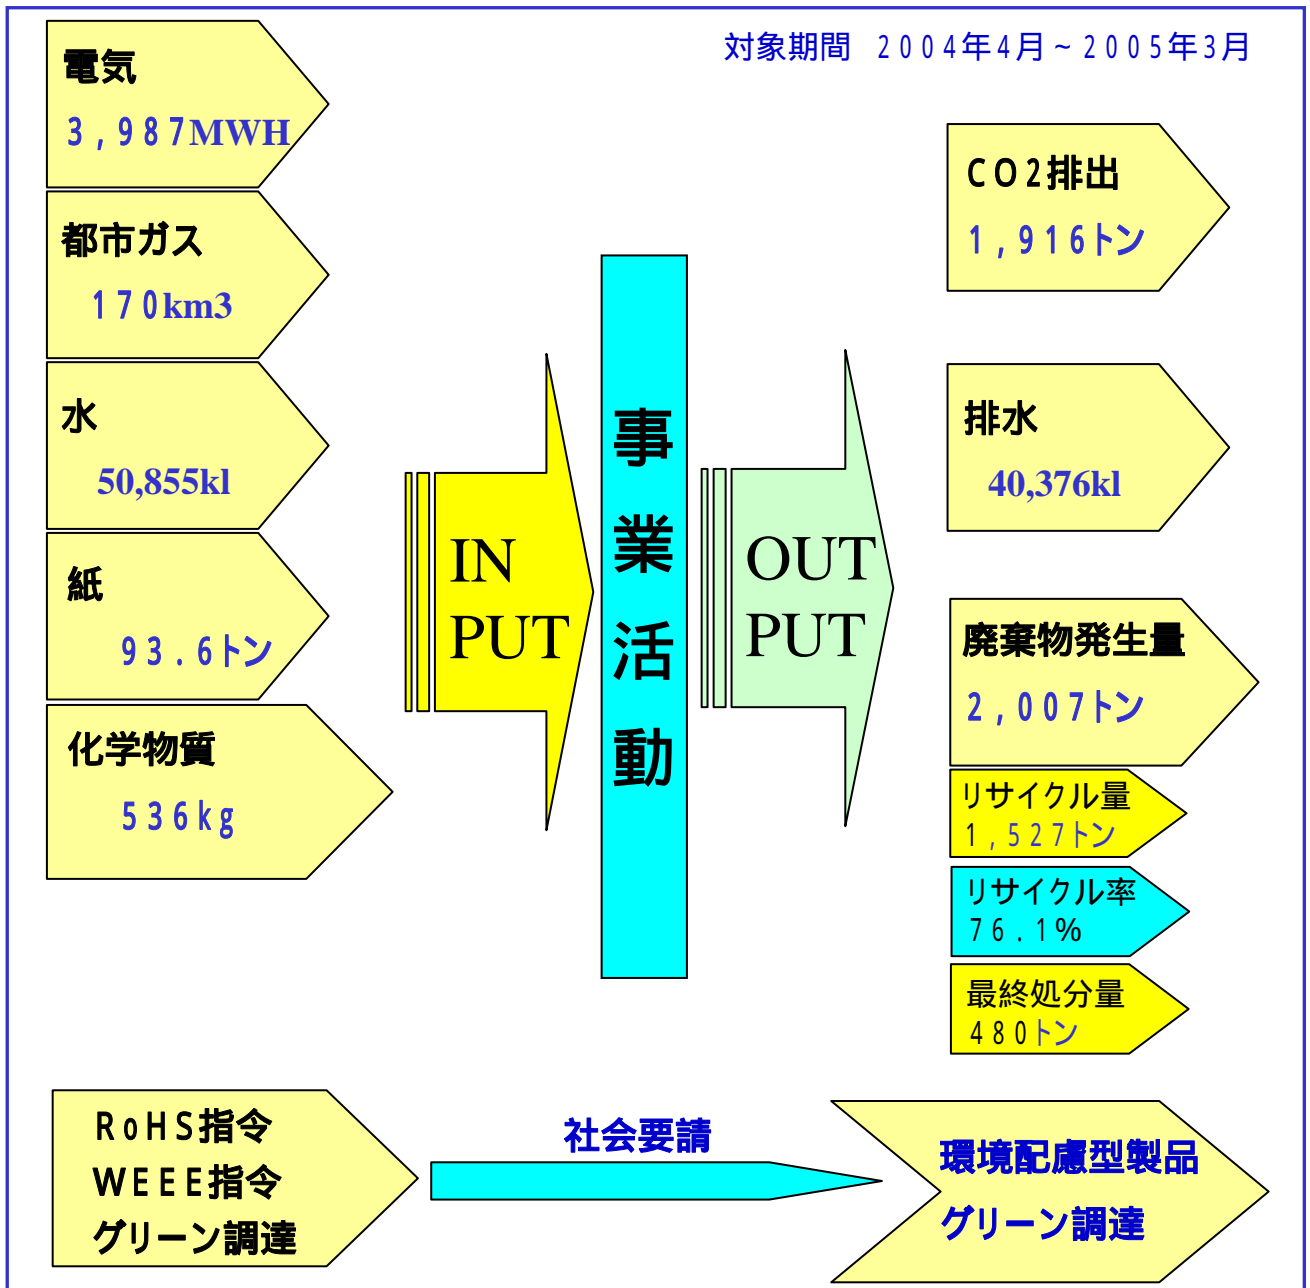 対象期間 2004年4月～2005年3月
電気
3,987MWH
都市ガス
170km3
水
50,855kl
紙
93.6トン
化学物質
536kg
IN
PUT
事業活動
OUT
PUT
CO2排出
1,916トン
排水
40,376kl
廃棄物発生量
2,007トン
リサイクル量
1,527トン
リサイクル率
76.1%
最終処分量
480トン
RoHS指令
WEEE指令
グリーン調達
社会要請
環境配慮型製品
グリーン調達